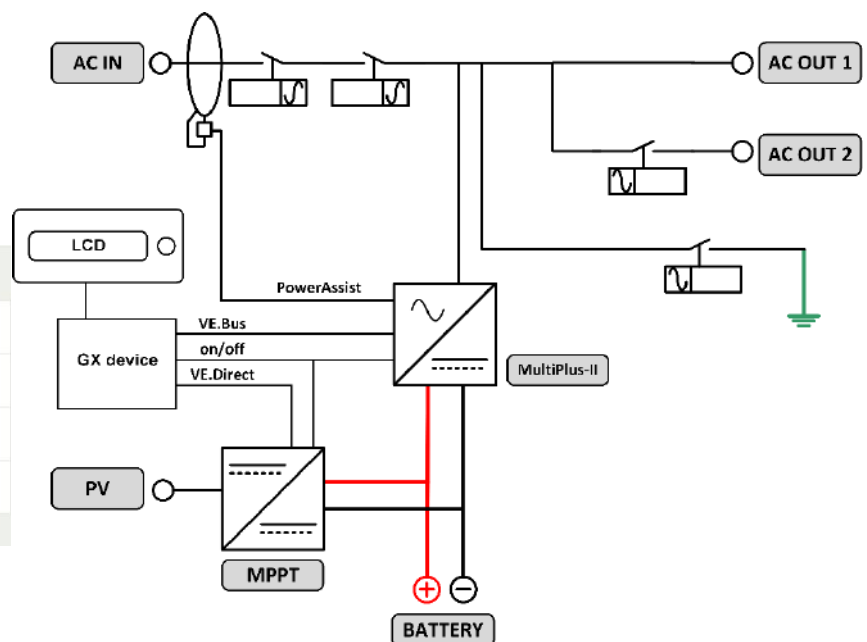 AC IN
AC OUT 1
AC OUT 2
LCD
PowerAssist
VE.Bus
GX device
on/off
VE.Direct
MultiPlus-II
PV
MPPT
BATTERY